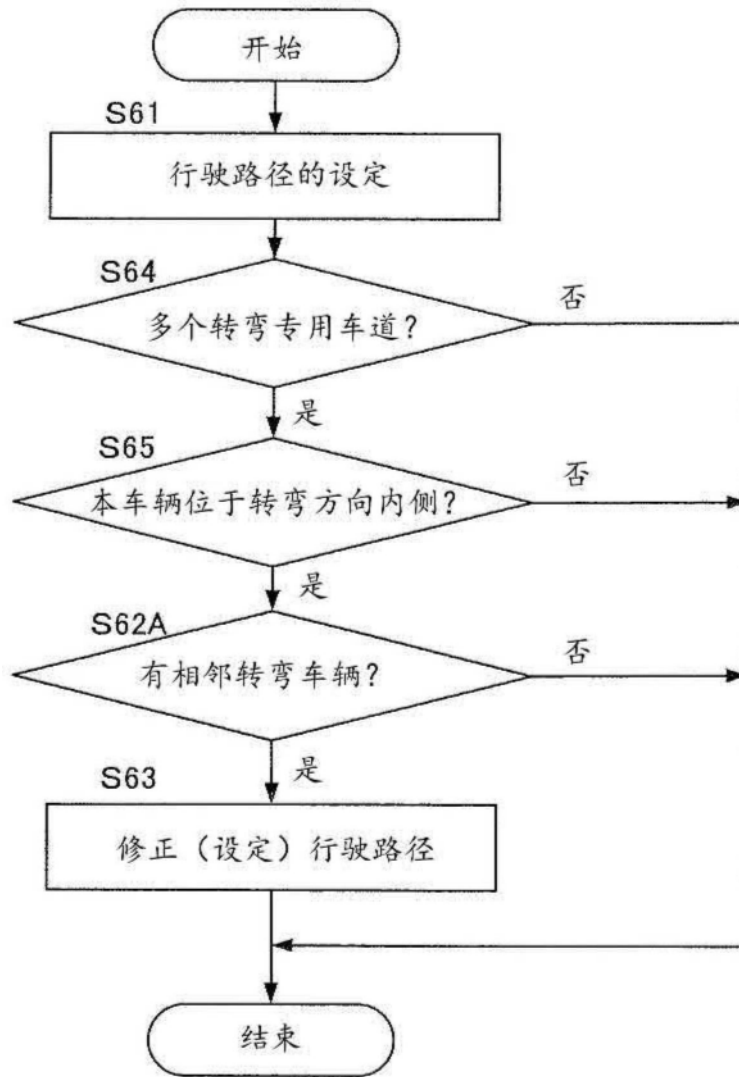 开始
S61
行驶路径的设定
S64
多个转弯专用车道?
否
是
S65
本车辆位于转弯方向内侧?
否
是
S62A
有相邻转弯车辆?
否
是
S63
修正（设定）行驶路径
结束